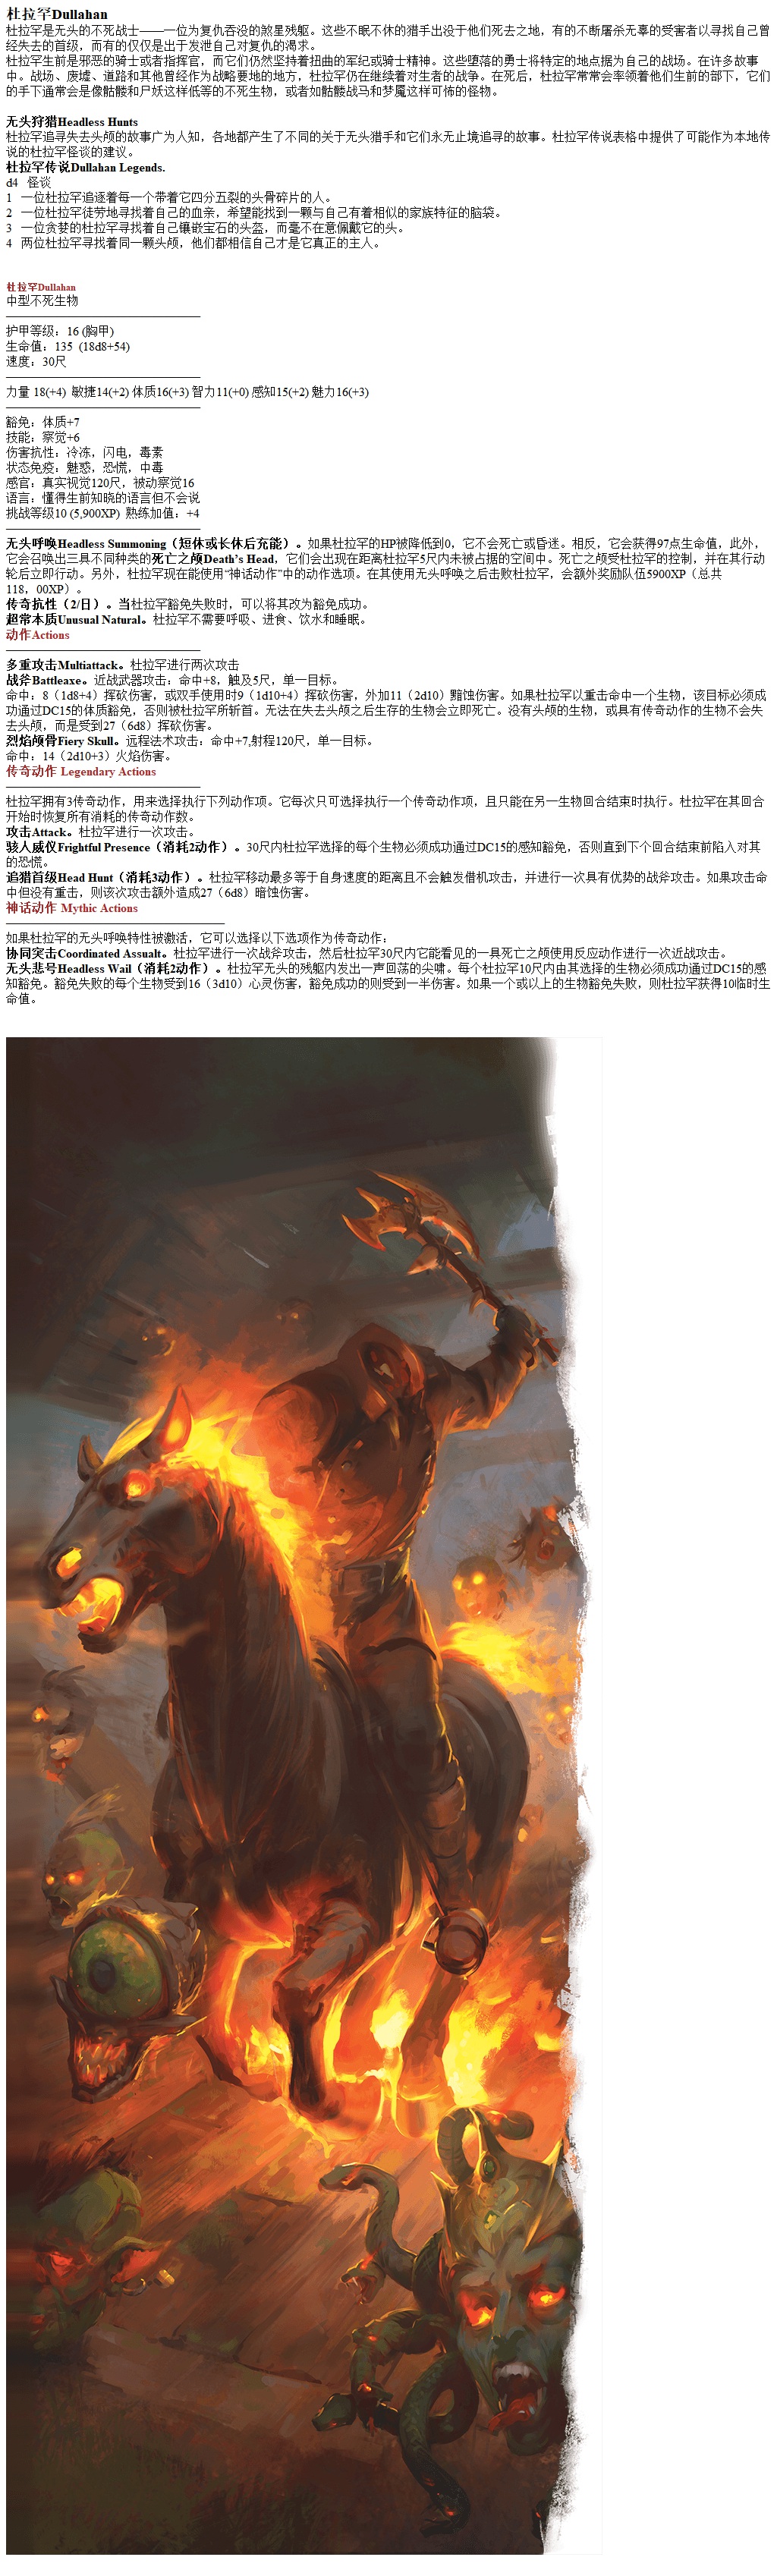 杜拉罕Dullahan
杜拉罕是无头的不死战士——一位为复仇吞没的煞星残躯。这些不眠不休的猎手出没于他们死去之地，有的不断屠杀无辜的受害者以寻找自己曾
经失去的首级，而有的仅仅是出于发泄自己对复仇的渴求。
杜拉罕生前是邪恶的骑士或者指挥官，而它们仍然坚持着扭曲的军纪或骑士精神。这些堕落的勇士将特定的地点据为自己的战场。在许多故事
中。战场、废墟、道路和其他曾经作为战略要地的地方，杜拉罕仍在继续着对生者的战争。在死后，杜拉罕常常会率领着他们生前的部下，它们
的手下通常会是像骷髅和尸妖这样低等的不死生物，或者如骷髅战马和梦魇这样可怖的怪物。
无头狩猎Headless Hunts
杜拉罕追寻失去头颅的故事广为人知，各地都产生了不同的关于无头猎手和它们永无止境追寻的故事。杜拉罕传说表格中提供了可能作为本地传
说的杜拉罕怪谈的建议。
杜拉罕传说Dullahan Legends.
d4 怪谈
1 一位杜拉罕追逐着每一个带着它四分五裂的头骨碎片的人。
2 一位杜拉罕徒劳地寻找着自己的血亲，希望能找到一颗与自己有着相似的家族特征的脑袋。
3 一位贪婪的杜拉罕寻找着自己镶嵌宝石的头盔，而毫不在意佩戴它的头。
4 两位杜拉罕寻找着同一颗头颅，他们都相信自己才是它真正的主人。
杜拉罕Dullahan
中型不死生物
护甲等级：16 (胸甲)
生命值：135 (18d8+54)
速度：30尺
力量 18(+4) 敏捷14(+2) 体质16(+3) 智力11(+0) 感知15(+2) 魅力16(+3)
豁免：体质+7
技能：察觉+6
伤害抗性：冷冻，闪电，毒素
状态免疫：魅惑，恐慌，中毒
感官：真实视觉120尺，被动察觉16
语言：懂得生前知晓的语言但不会说
挑战等级10 (5,900XP) 熟练加值：+4
无头呼唤Headless Summoning（短休或长休后充能）。如果杜拉罕的HP被降低到0，它不会死亡或昏迷。相反，它会获得97点生命值，此外，
它会召唤出三具不同种类的死亡之颅Death's Head，它们会出现在距离杜拉罕5尺内未被占据的空间中。死亡之颅受杜拉罕的控制，并在其行动
轮后立即行动。另外，杜拉罕现在能使用“神话动作”中的动作选项。在其使用无头呼唤之后击败杜拉罕，会额外奖励队伍5900XP（总共
118，00XP）。
传奇抗性（2/日）。当杜拉罕豁免失败时，可以将其改为豁免成功。
超常本质Unusual Natural。杜拉罕不需要呼吸、进食、饮水和睡眠。
动作Actions
多重攻击Multiattack。杜拉罕进行两次攻击
战斧Battleaxe。近战武器攻击：命中+8，触及5尺，单一目标。
命中：8（1d8+4）挥砍伤害，或双手使用时9（1d10+4）挥砍伤害，外加11（2d10）黯蚀伤害。如果杜拉罕以重击命中一个生物，该目标必须成
功通过DC15的体质豁免，否则被杜拉罕所斩首。无法在失去头颅之后生存的生物会立即死亡。没有头颅的生物，或具有传奇动作的生物不会失
去头颅，而是受到27（6d8）挥砍伤害。
烈焰颅骨Fiery Skull。远程法术攻击：命中+7,射程120尺，单一目标。
命中：14（2d10+3）火焰伤害。
传奇动作 Legendary Actions
杜拉罕拥有3传奇动作，用来选择执行下列动作项。它每次只可选择执行一个传奇动作项，且只能在另一生物回合结束时执行。杜拉罕在其回合
开始时恢复所有消耗的传奇动作数。
攻击Attack。杜拉罕进行一次攻击。
骇人威仪Frightful Presence（消耗2动作）。30尺内杜拉罕选择的每个生物必须成功通过DC15的感知豁免，否则直到下个回合结束前陷入对其
的恐慌。
追猎首级Head Hunt（消耗3动作）。杜拉罕移动最多等于自身速度的距离且不会触发借机攻击，并进行一次具有优势的战斧攻击。如果攻击命
中但没有重击，则该次攻击额外造成27（6d8）暗蚀伤害。
神话动作 Mythic Actions
如果杜拉罕的无头呼唤特性被激活，它可以选择以下选项作为传奇动作：
协同突击Coordinated Assualt。杜拉罕进行一次战斧攻击，然后杜拉罕30尺内它能看见的一具死亡之颅使用反应动作进行一次近战攻击。
无头悲号Headless Wail（消耗2动作）。杜拉罕无头的残躯内发出一声回荡的尖啸。每个杜拉罕10尺内由其选择的生物必须成功通过DC15的感
知豁免。豁免失败的每个生物受到16（3d10）心灵伤害，豁免成功的则受到一半伤害。如果一个或以上的生物豁免失败，则杜拉罕获得10临时生
命值。